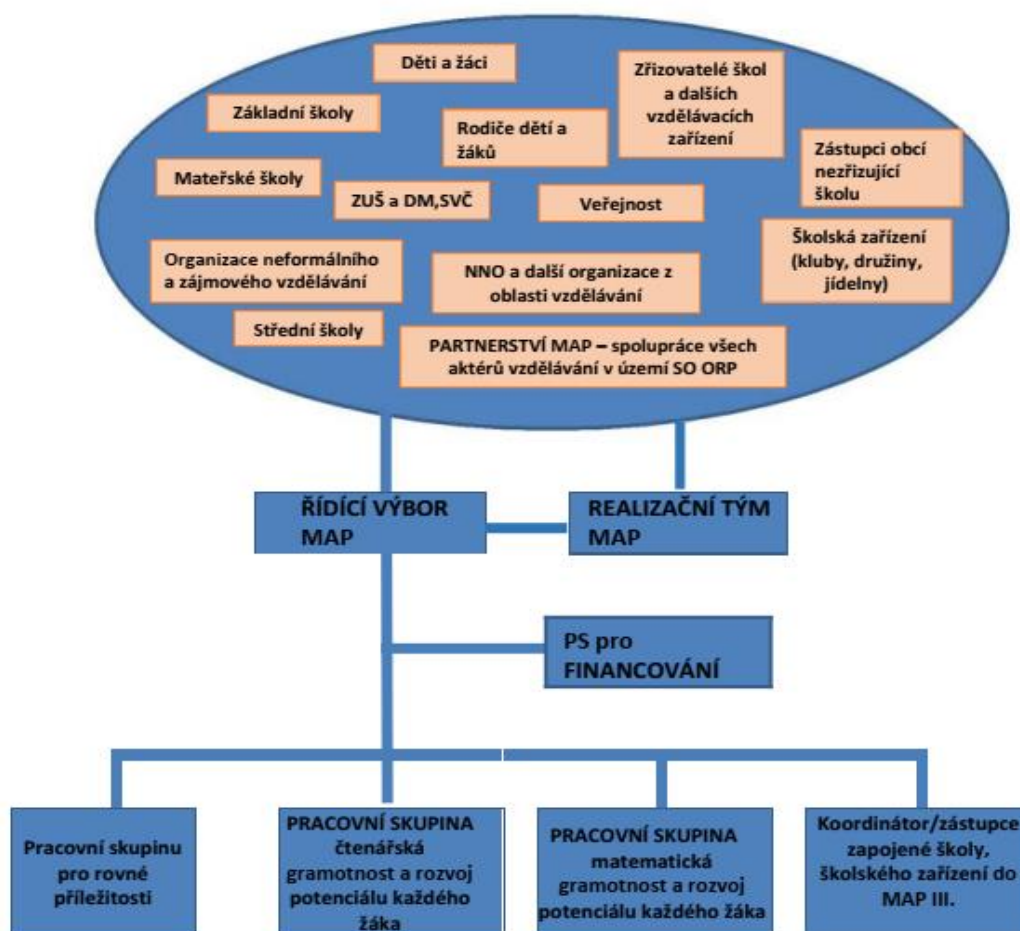 Děti a žáci
Zřizovatelé škol
a dalších
vzdělávacích
zařízení
Základní školy
Rodiče dětí a
žáků
Zástupci obcí
nezřizující
školu
Mateřské školy
ZUŠ a DM,SVČ
Veřejnost
Školská zařízení
(kluby, družiny,
jídelny)
Organizace neformálního
a zájmového vzdělávání
NNO a další organizace z
oblasti vzdělávání
Střední školy
PARTNERSTVÍ MAP – spolupráce všech
aktérů vzdělávání v území SO ORP
ŘÍDÍCÍ VÝBOR
MAP
REALIZAČNÍ TÝM
MAP
PS pro
FINANCOVÁNÍ
Pracovní skupinu
pro rovné
příležitosti
PRACOVNÍ SKUPINA
čtenářská
gramotnost a rozvoj
potenciálu každého
žáka
PRACOVNÍ SKUPINA
matematická
gramotnost a rozvoj
potenciálu každého žáka
Koordinátor/zástupce
zapojené školy,
školského zařízení do
MAP III.